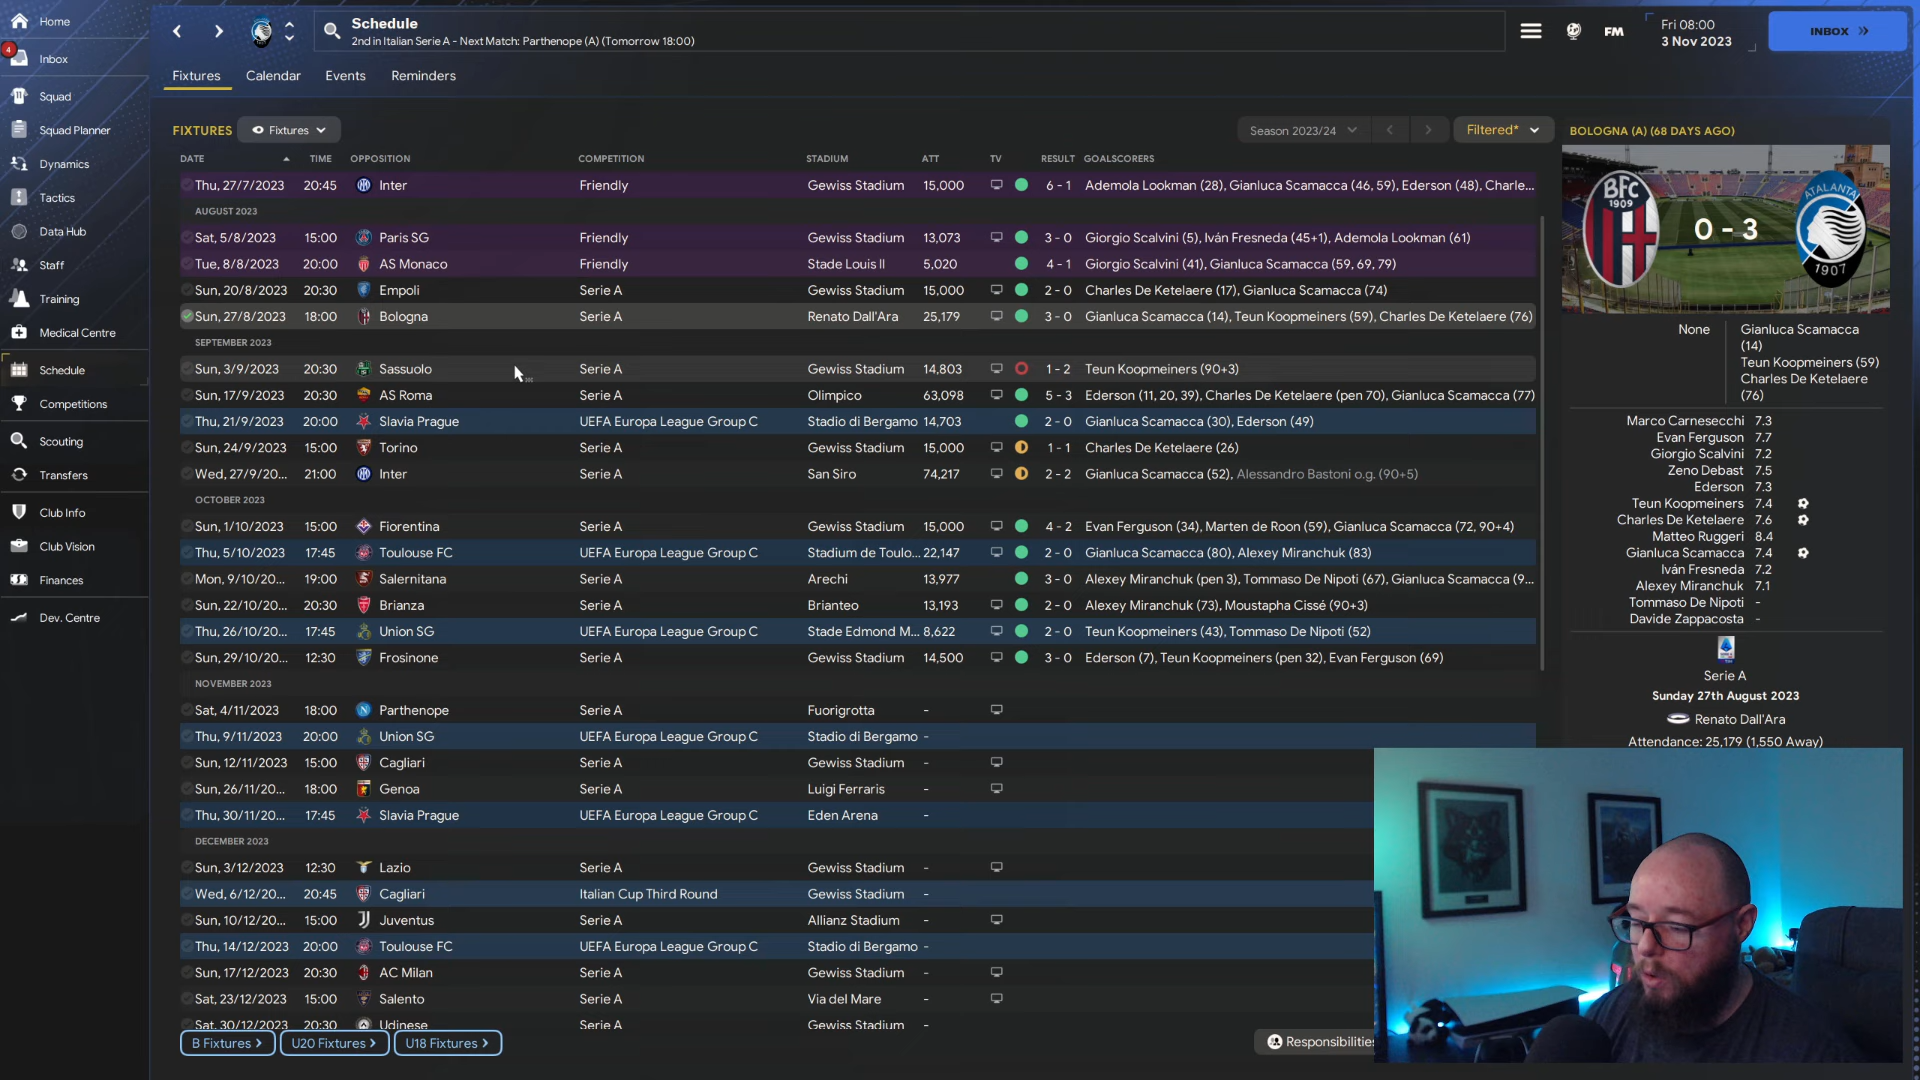 Home
4
Inbox
Squad
Squad Planner
Dynamics
Tactics
Data Hub
Staff
Training
Medical Centre
Schedule
Competitions
Scouting
Transfers
Club Info
Club Vision
Finances
Dev. Centre
Schedule
2nd in Italian Serie A - Next Match: Parthenope (A) (Tomorrow 18:00)
FM
Fri 08:00
3 Nov 2023
INBOX
Fixtures Calendar Events Reminders
FIXTURES Fixtures Season 2023/24 Filtered*
DATE TIME OPPOSITION COMPETITION STADIUM ATT TV RESULT GOALSCORERS
Thu, 27/7/2023 20:45 Inter Friendly Gewiss Stadium 15,000 6 - 1 Ademola Lookman (28), Gianluca Scamacca (46, 59), Ederson (48), Charle...
AUGUST 2023
Sat, 5/8/2023 15:00 Paris SG Friendly Gewiss Stadium 13,073 3 - 0 Giorgio Scalvini (5), Iván Fresneda (45+1), Ademola Lookman (61)
Tue, 8/8/2023 20:00 AS Monaco Friendly Stade Louis II 5,020 4 - 1 Giorgio Scalvini (41), Gianluca Scamacca (59, 69, 79)
Sun, 20/8/2023 20:30 Empoli Serie A Gewiss Stadium 15,000 2 - 0 Charles De Ketelaere (17), Gianluca Scamacca (74)
Sun, 27/8/2023 18:00 Bologna Serie A Renato Dall'Ara 25,179 3 - 0 Gianluca Scamacca (14), Teun Koopmeiners (59), Charles De Ketelaere (76)
SEPTEMBER 2023
Sun, 3/9/2023 20:30 Sassuolo Serie A Gewiss Stadium 14,803 1 - 2 Teun Koopmeiners (90+3)
Sun, 17/9/2023 20:30 AS Roma Serie A Olimpico 63,098 5 - 3 Ederson (11, 20, 39), Charles De Ketelaere (pen 70), Gianluca Scamacca (77)
Thu, 21/9/2023 20:00 Slavia Prague UEFA Europa League Group C Stadio di Bergamo 14,703 2 - 0 Gianluca Scamacca (30), Ederson (49)
Sun, 24/9/2023 15:00 Torino Serie A Gewiss Stadium 15,000 1 - 1 Charles De Ketelaere (26)
Wed, 27/9/20... 21:00 Inter Serie A San Siro 74,217 2 - 2 Gianluca Scamacca (52), Alessandro Bastoni o.g. (90+5)
OCTOBER 2023
Sun, 1/10/2023 15:00 Fiorentina Serie A Gewiss Stadium 15,000 4 - 2 Evan Ferguson (34), Marten de Roon (59), Gianluca Scamacca (72, 90+4)
Thu, 5/10/2023 17:45 Toulouse FC UEFA Europa League Group C Stadium de Toulo... 22,147 2 - 0 Gianluca Scamacca (80), Alexey Miranchuk (83)
Mon, 9/10/20... 19:00 Salernitana Serie A Arechi 13,977 3 - 0 Alexey Miranchuk (pen 3), Tommaso De Nipoti (67), Gianluca Scamacca (9...
Sun, 22/10/20... 20:30 Brianza Serie A Brianteo 13,193 2 - 0 Alexey Miranchuk (73), Moustapha Cissé (90+3)
Thu, 26/10/20... 17:45 Union SG UEFA Europa League Group C Stade Edmond M... 8,622 2 - 0 Teun Koopmeiners (43), Tommaso De Nipoti (52)
Sun, 29/10/20... 12:30 Frosinone Serie A Gewiss Stadium 14,500 3 - 0 Ederson (7), Teun Koopmeiners (pen 32), Evan Ferguson (69)
NOVEMBER 2023
Sat, 4/11/2023 18:00 Parthenope Serie A Fuorigrotta -
Thu, 9/11/2023 20:00 Union SG UEFA Europa League Group C Stadio di Bergamo -
Sun, 12/11/2023 15:00 Cagliari Serie A Gewiss Stadium -
Sun, 26/11/2023 18:00 Genoa Serie A Luigi Ferraris -
Thu, 30/11/20... 17:45 Slavia Prague UEFA Europa League Group C Eden Arena -
DECEMBER 2023
Sun, 3/12/2023 12:30 Lazio Serie A Gewiss Stadium -
Wed, 6/12/20... 20:45 Cagliari Italian Cup Third Round Gewiss Stadium -
Sun, 10/12/20... 15:00 Juventus Serie A Allianz Stadium -
Thu, 14/12/2023 20:00 Toulouse FC UEFA Europa League Group C Stadio di Bergamo -
Sun, 17/12/2023 20:30 AC Milan Serie A Gewiss Stadium -
Sat, 23/12/2023 15:00 Salento Serie A Via del Mare -
Sat, 30/12/2023 20:30 Udinese Serie A Gewiss Stadium
B Fixtures U20 Fixtures U18 Fixtures
Responsibilities
BOLOGNA (A) (68 DAYS AGO)
BFC
1909
0 - 3
ATALANTA
1907
None
Gianluca Scamacca
(14)
Teun Koopmeiners (59)
Charles De Ketelaere
(76)
Marco Carnesecchi 7.3
Evan Ferguson 7.7
Giorgio Scalvini 7.2
Zeno Debast 7.5
Ederson 7.3
Teun Koopmeiners 7.4
Charles De Ketelaere 7.6
Matteo Ruggeri 8.4
Gianluca Scamacca 7.4
Iván Fresneda 7.2
Alexey Miranchuk 7.1
Tommaso De Nipoti -
Davide Zappacosta -
Serie A
Sunday 27th August 2023
Renato Dall'Ara
Attendance: 25,179 (1,550 Away)